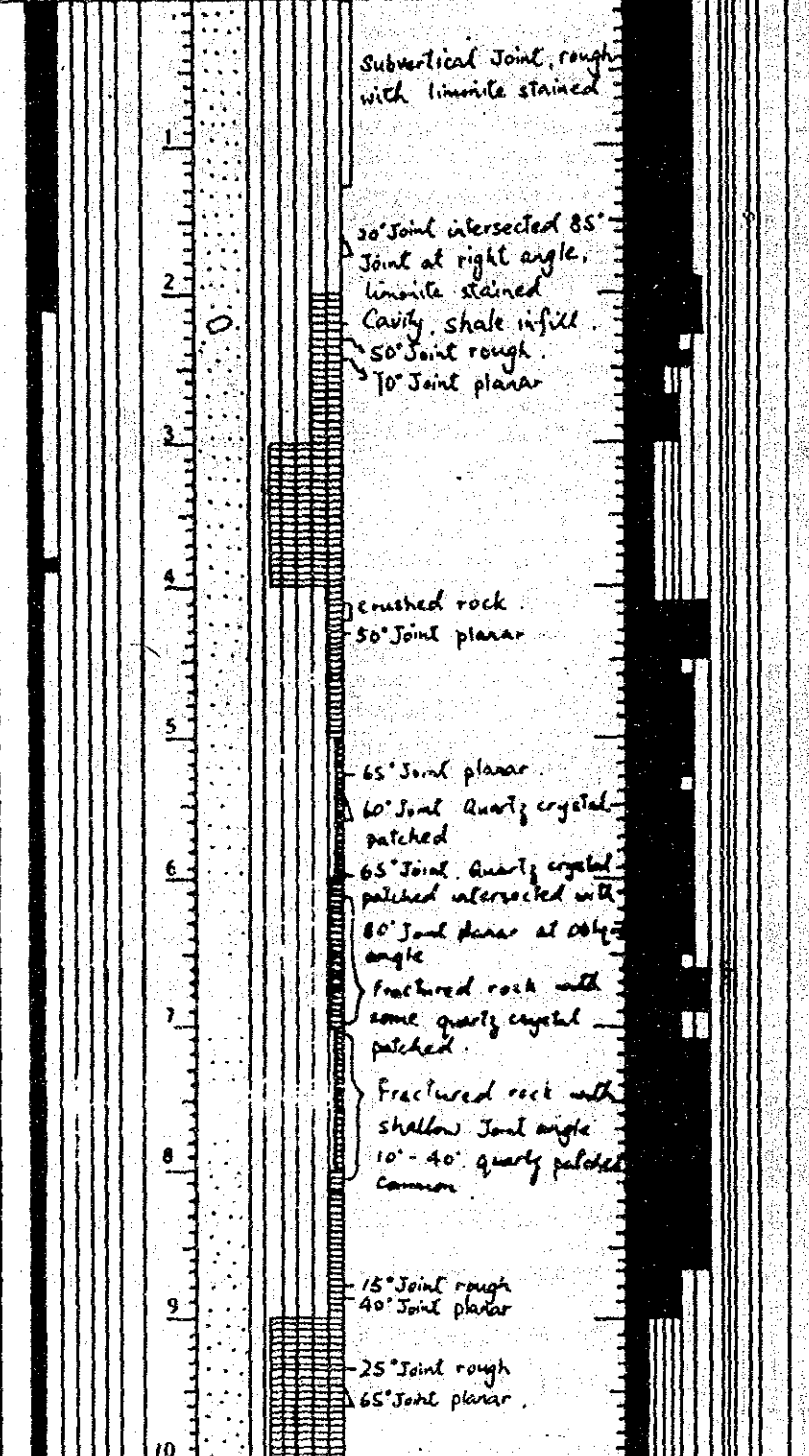 Subvertical Joint, rough
with limonite stained
1
20° Joint intersected 85°
Joint at right angle,
2
limonite stained
Cavity, shale infill.
50° Joint rough.
70° Joint planar
3
4
crushed rock.
50° Joint planar
5
65° Joint planar.
60° Joint Quartz crystal
patched
6
65° Joint. Quartz crystal
patched intersected with
80° Joint planar at
angle
fractured rock with
7
some quartz crystal
patched.
Fractured rock with
shallow Joint angle
8
10° - 40° quartz patched
common
15° Joint rough
9
40° Joint planar
25° Joint rough
65° Joint planar.
10